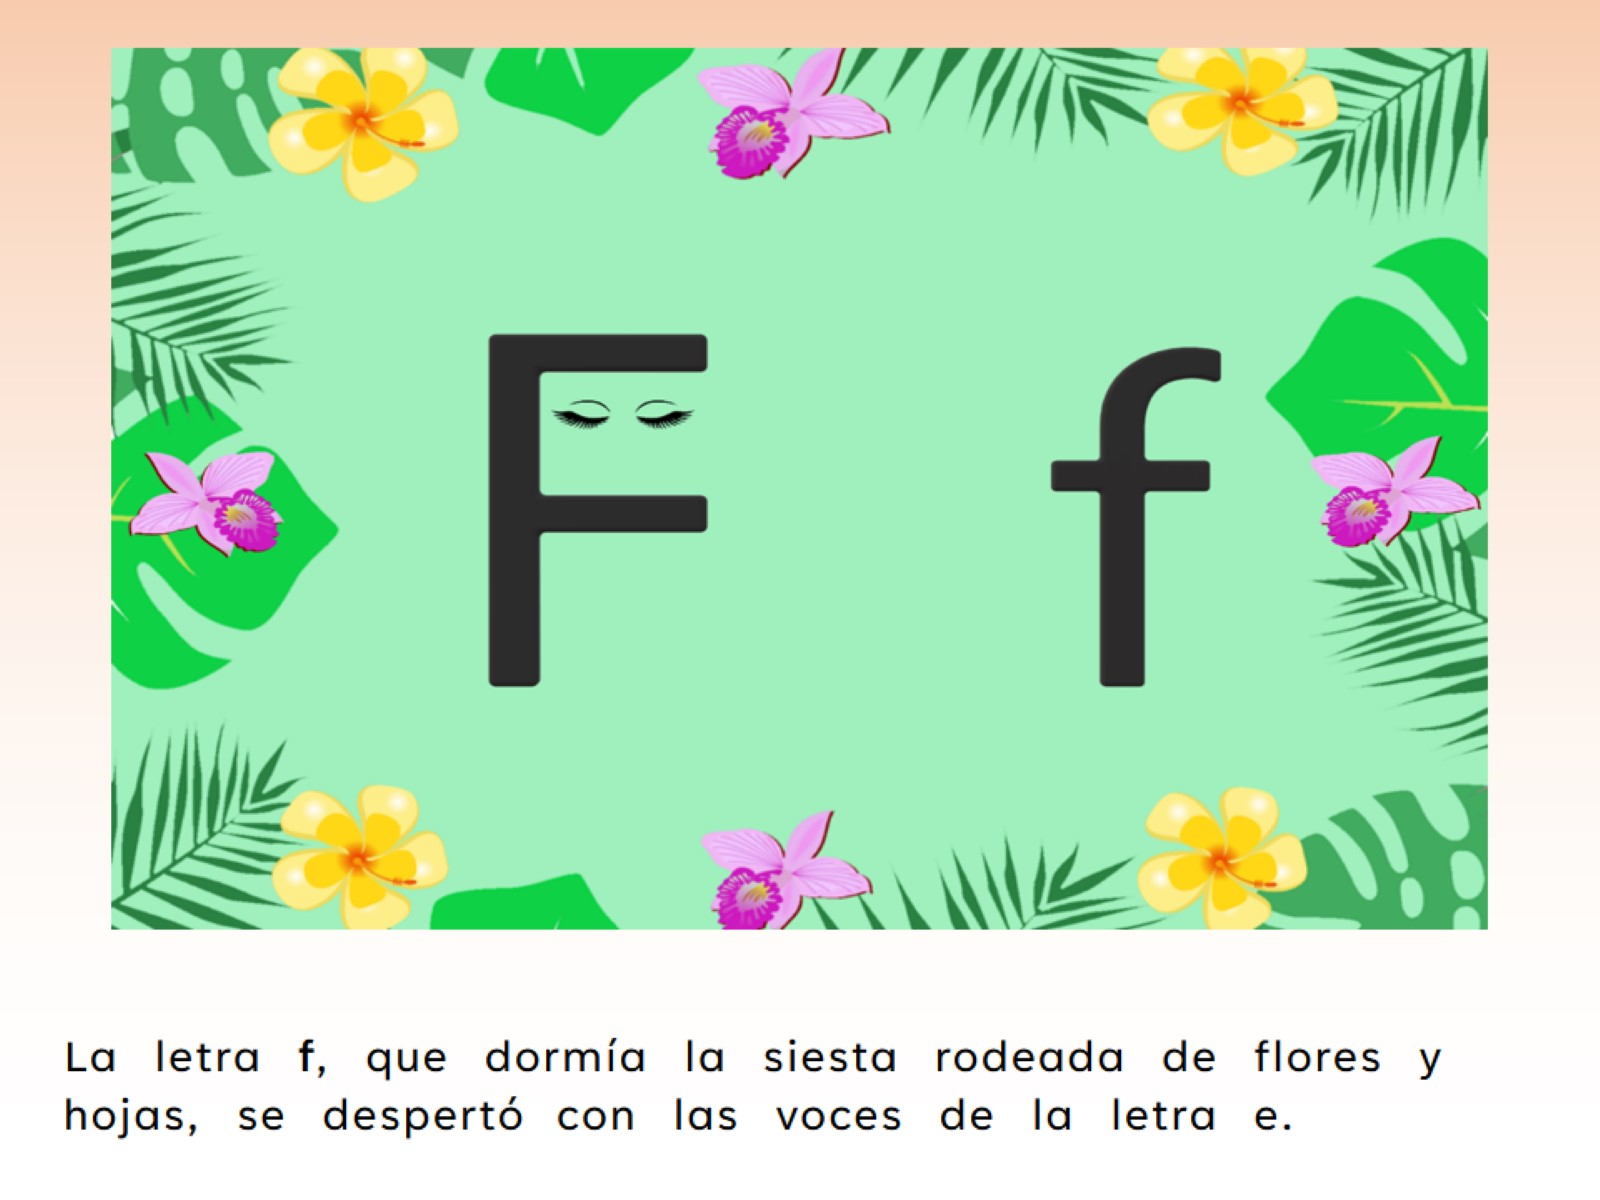 F f
La letra f, que dormía la siesta rodeada de flores y
hojas, se despertó con las voces de la letra e.